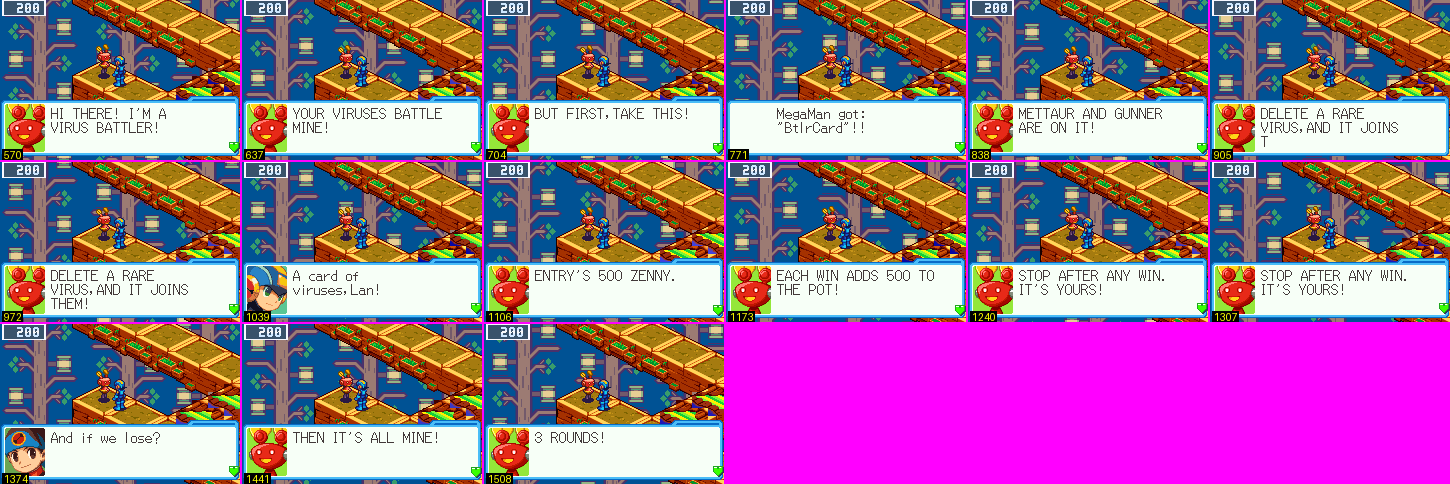 200
HI THERE! I'M A
VIRUS BATTLER!
570
200
YOUR VIRUSES BATTLE
MINE!
637
200
BUT FIRST,TAKE THIS!
704
200
MegaMan got:
"BtlrCard"!!
771
200
METTAUR AND GUNNER
ARE ON IT!
838
200
DELETE A RARE
VIRUS,AND IT JOINS
T
905
200
DELETE A RARE
VIRUS,AND IT JOINS
THEM!
972
200
A card of
viruses,Lan!
1039
200
ENTRY'S 500 ZENNY.
1106
200
EACH WIN ADDS 500 TO
THE POT!
1173
200
STOP AFTER ANY WIN.
IT'S YOURS!
1240
200
STOP AFTER ANY WIN.
IT'S YOURS!
1307
200
And if we lose?
1374
200
THEN IT'S ALL MINE!
1441
200
3 ROUNDS!
1508